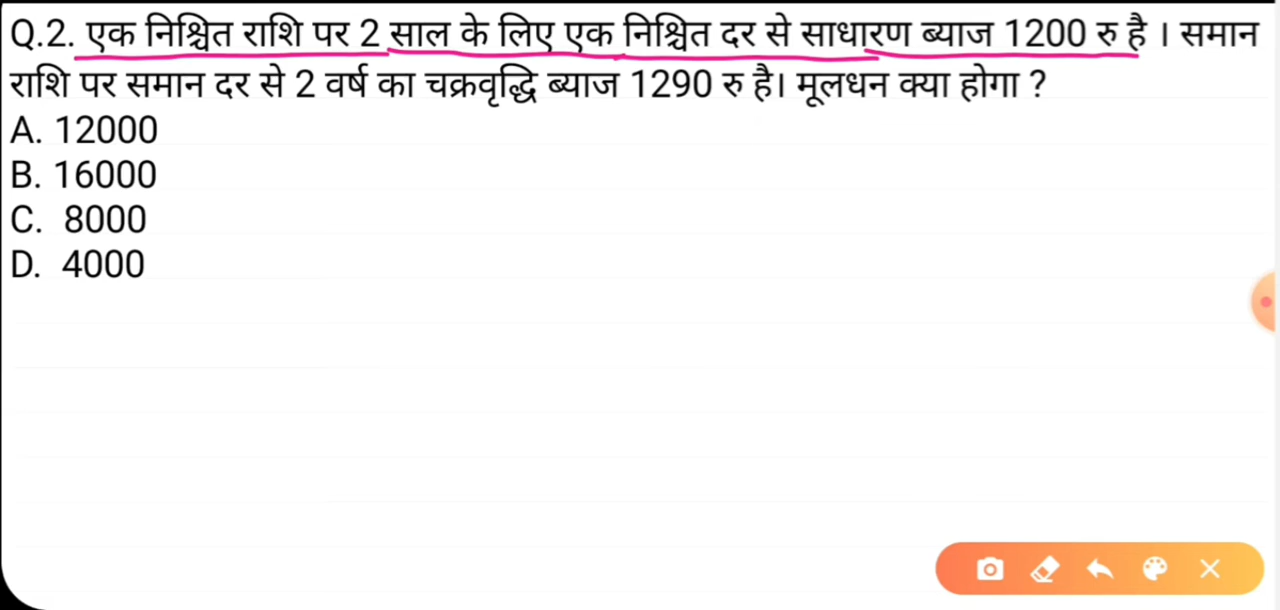 Q.2. एक निश्चित राशि पर 2 साल के लिए एक निश्चित दर से साधारण ब्याज 1200 रु है । समान
राशि पर समान दर से 2 वर्ष का चक्रवृद्धि ब्याज 1290 रु है। मूलधन क्या होगा ?
A. 12000
B. 16000
C. 8000
D. 4000